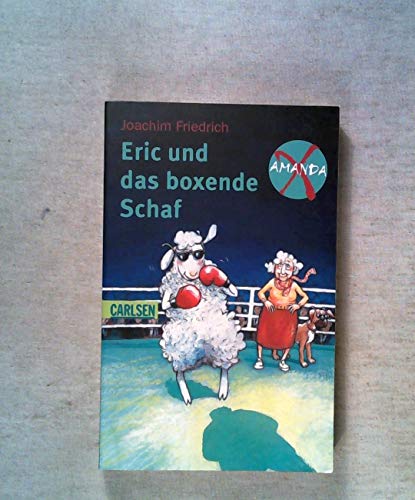 Joachim Friedrich
Eric und
das boxende
Schaf
AMANDA
X
CARLSEN